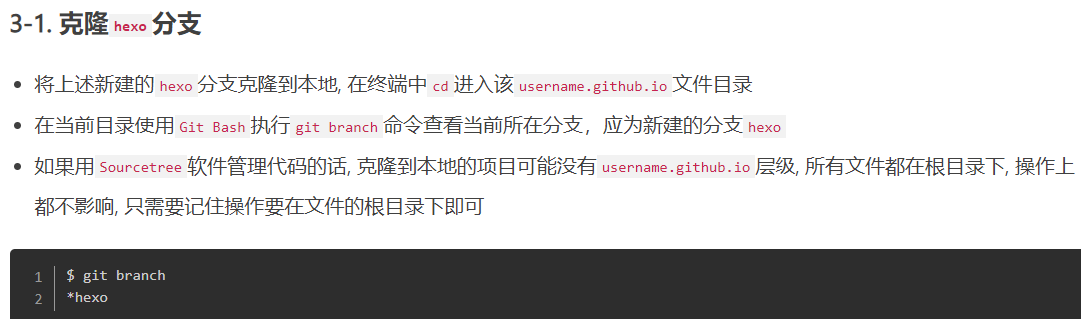 3-1. 克隆 hexo 分支
将上述新建的 hexo 分支克隆到本地, 在终端中 cd 进入该 username.github.io 文件目录
在当前目录使用 Git Bash 执行 git branch 命令查看当前所在分支，应为新建的分支 hexo
如果用 Sourcetree 软件管理代码的话, 克隆到本地的项目可能没有 username.github.io 层级, 所有文件都在根目录下, 操作上
都不影响, 只需要记住操作要在文件的根目录下即可
1 $ git branch
2 *hexo